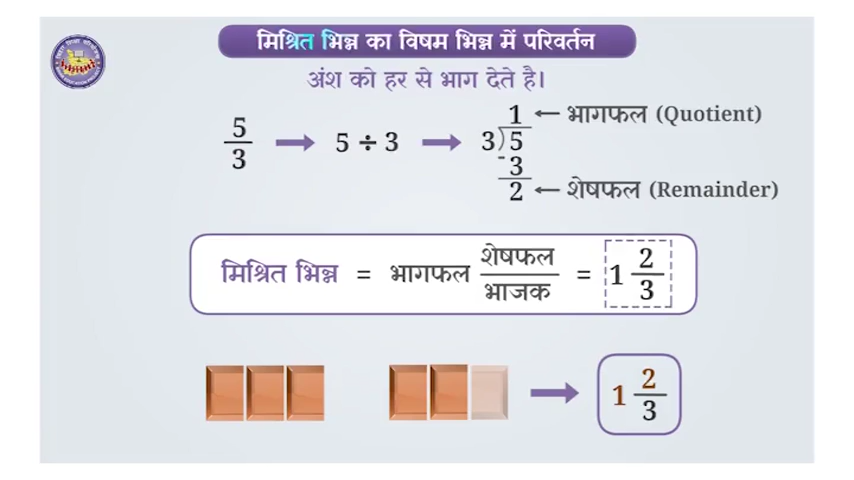 मिश्रित भिन्न का विषम भिन्न में परिवर्तन
अंश को हर से भाग देते है।
5/3 → 5 ÷ 3 → 3)5
1 ← भागफल (Quotient)
- 3
2 ← शेषफल (Remainder)
मिश्रित भिन्न = भागफल शेषफल/भाजक = 1 2/3
→ 1 2/3